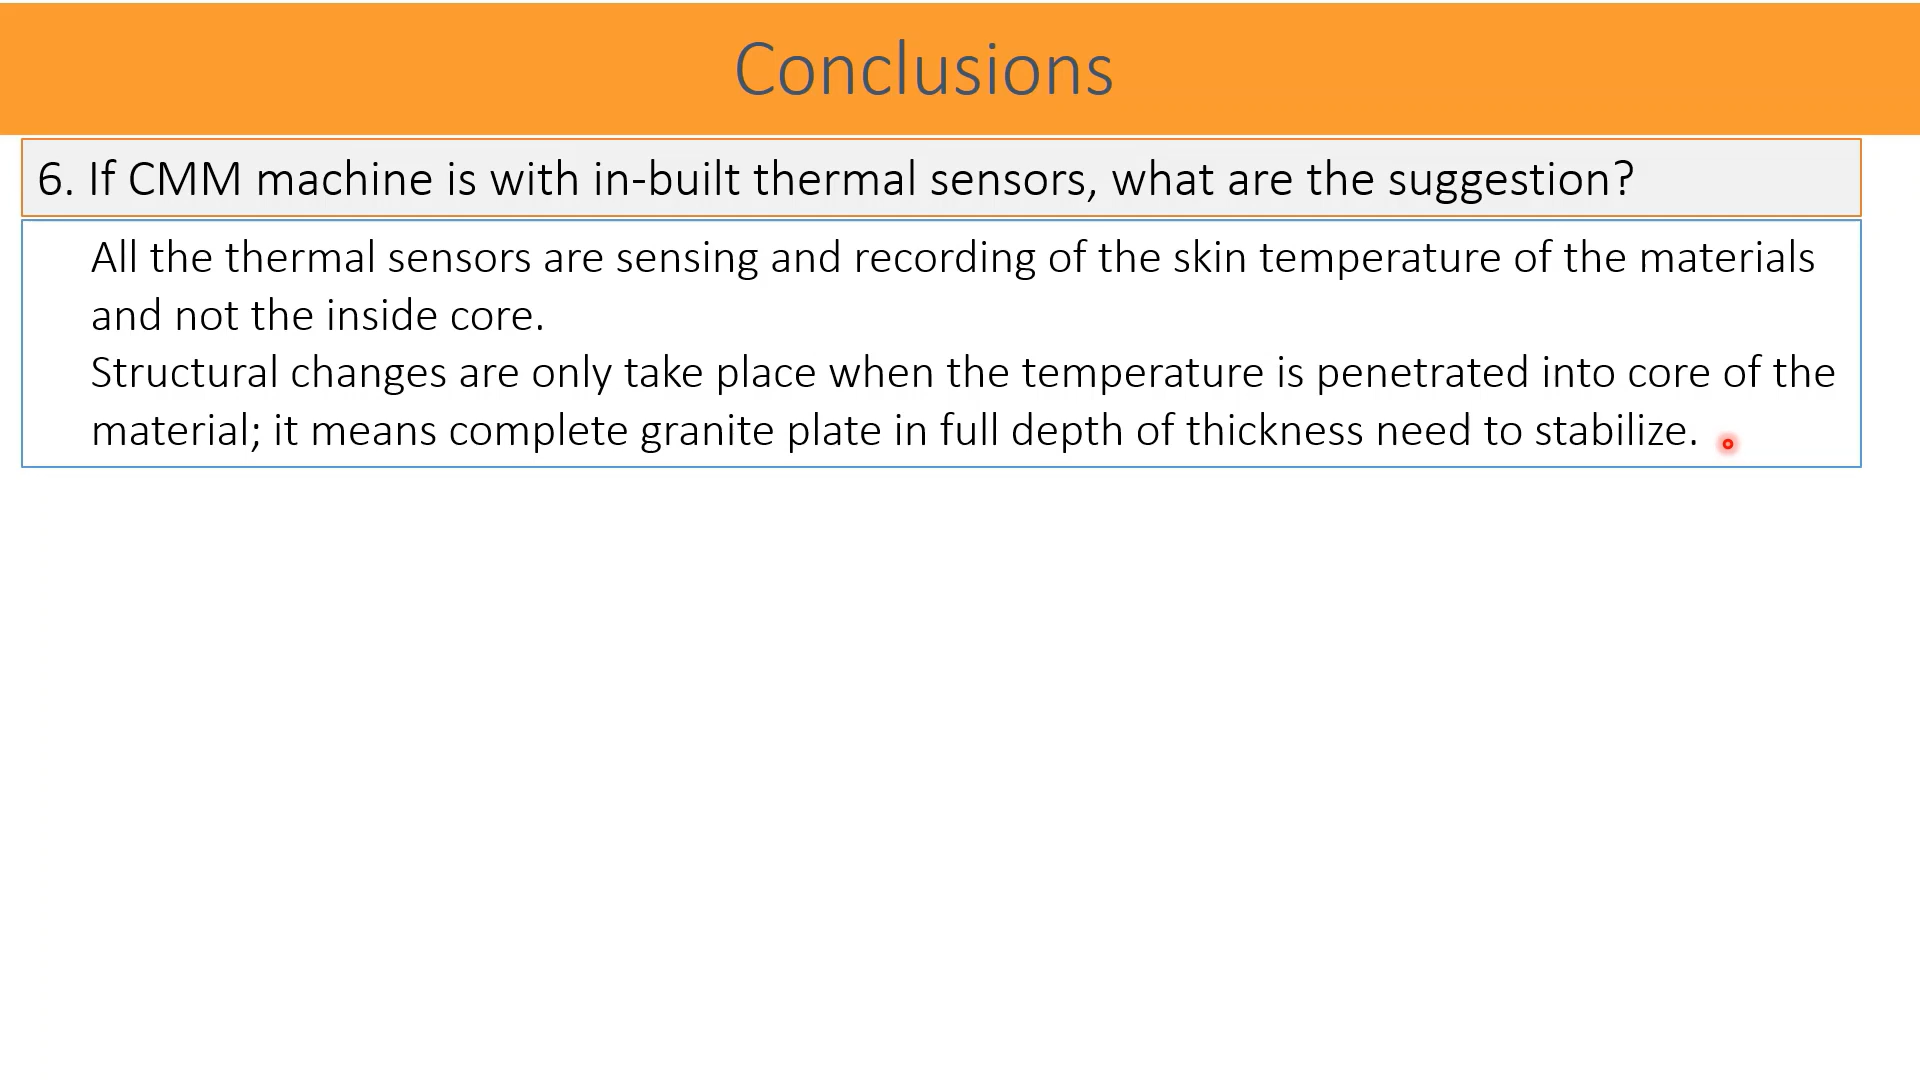 Conclusions
6. If CMM machine is with in-built thermal sensors, what are the suggestion?
All the thermal sensors are sensing and recording of the skin temperature of the materials
and not the inside core.
Structural changes are only take place when the temperature is penetrated into core of the
material; it means complete granite plate in full depth of thickness need to stabilize.